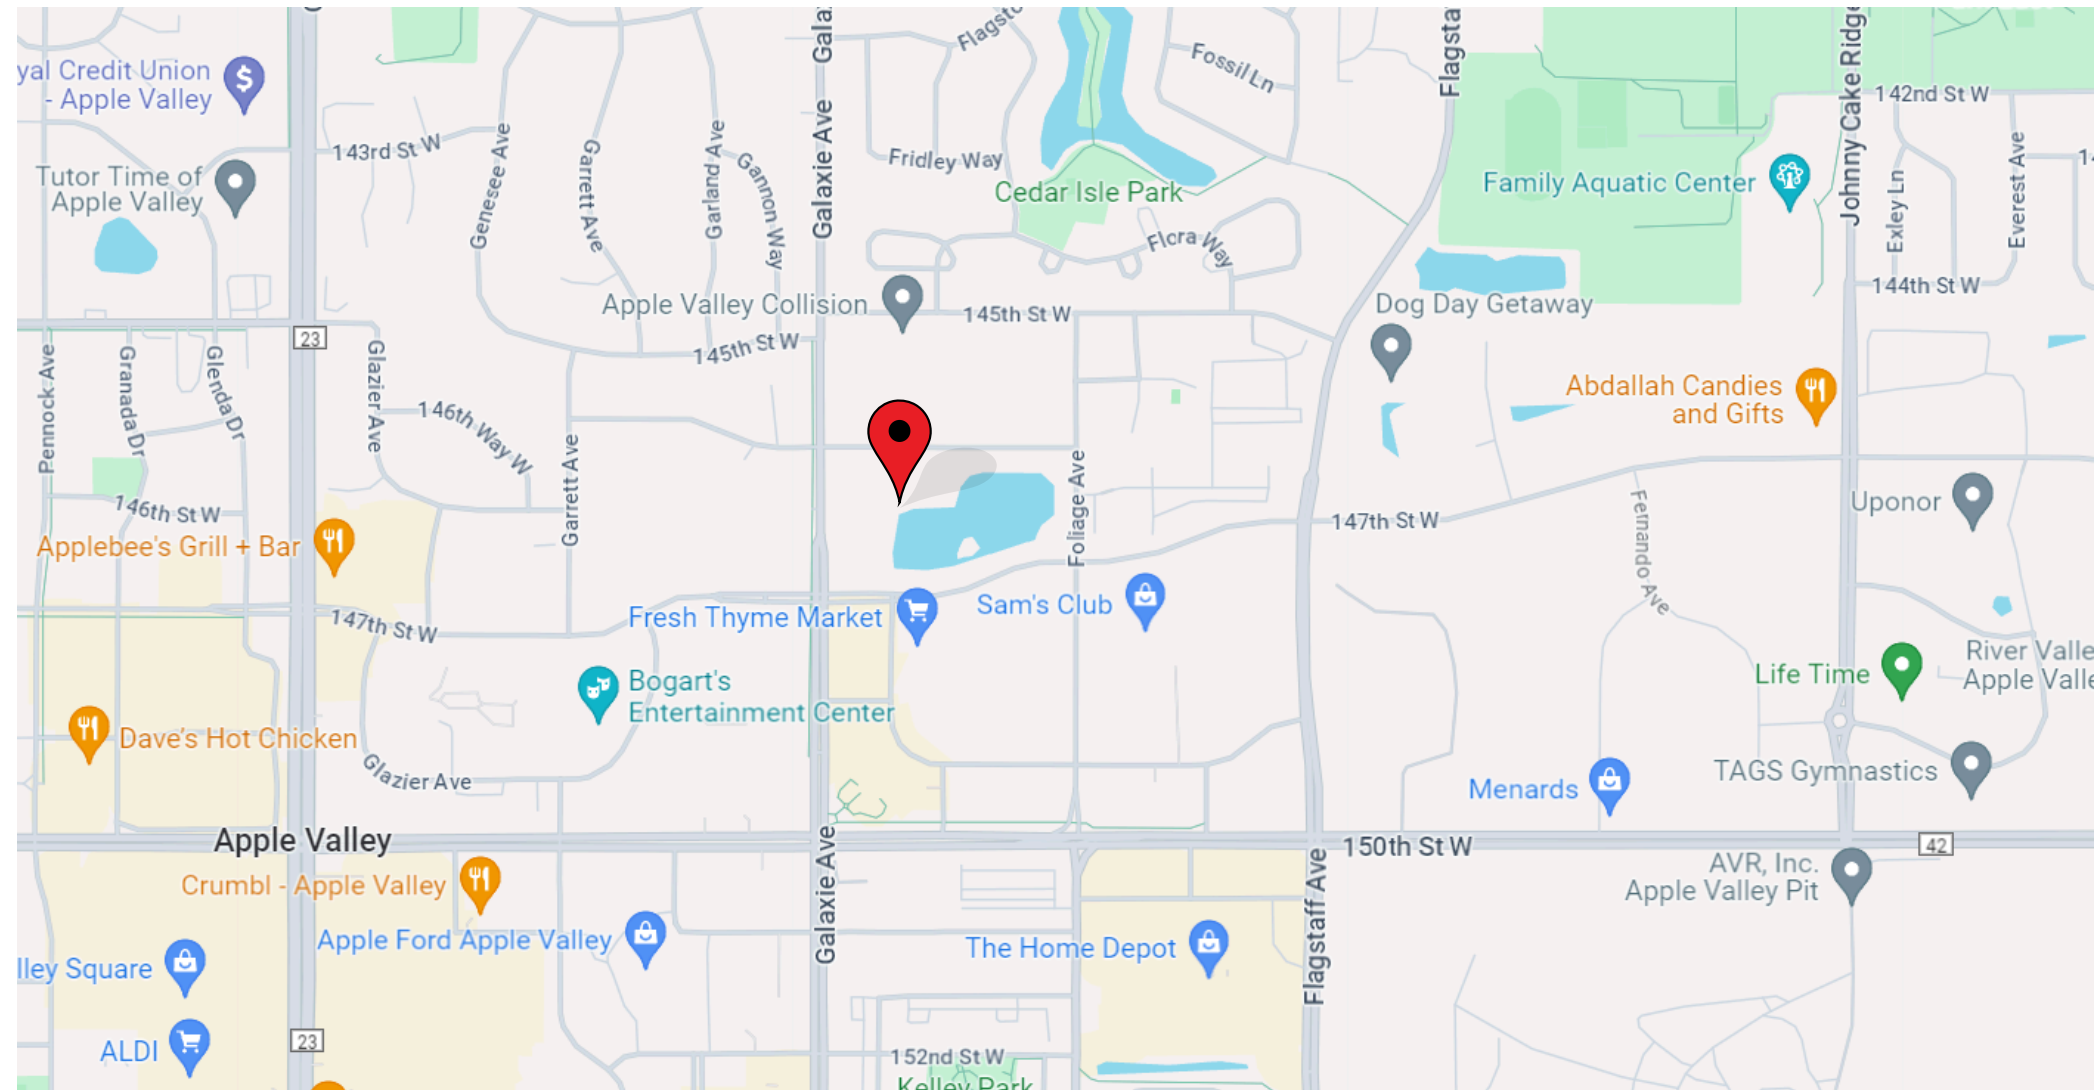 Flagsto
Galaxie Ave
Flagsta
Johnny Cake Ridge
Fossil Ln
yal Credit Union
- Apple Valley
142nd St W
143rd St W
Genesee Ave
Garrett Ave
Garland Ave
Gannon Way
Fridley Way
Tutor Time of
Apple Valley
Cedar Isle Park
Family Aquatic Center
Exley Ln
Everest Ave
Flora Way
144th St W
Apple Valley Collision
145th St W
Dog Day Getaway
23
145th St W
Pennock Ave
Granada Dr
Glenda Dr
Glazier Ave
146th Way W
Abdallah Candies
and Gifts
Garrett Ave
Foliage Ave
146th St W
147th St W
Fernando Ave
Uponor
Applebee's Grill + Bar
147th St W
Fresh Thyme Market
Sam's Club
River Valle
Apple Valle
Life Time
Bogart's
Entertainment Center
Dave's Hot Chicken
Glazier Ave
TAGS Gymnastics
Menards
Apple Valley
150th St W
42
Galaxie Ave
Flagstaff Ave
AVR, Inc.
Apple Valley Pit
Crumbl - Apple Valley
Apple Ford Apple Valley
The Home Depot
lley Square
23
ALDI
152nd St W
Kelley Park